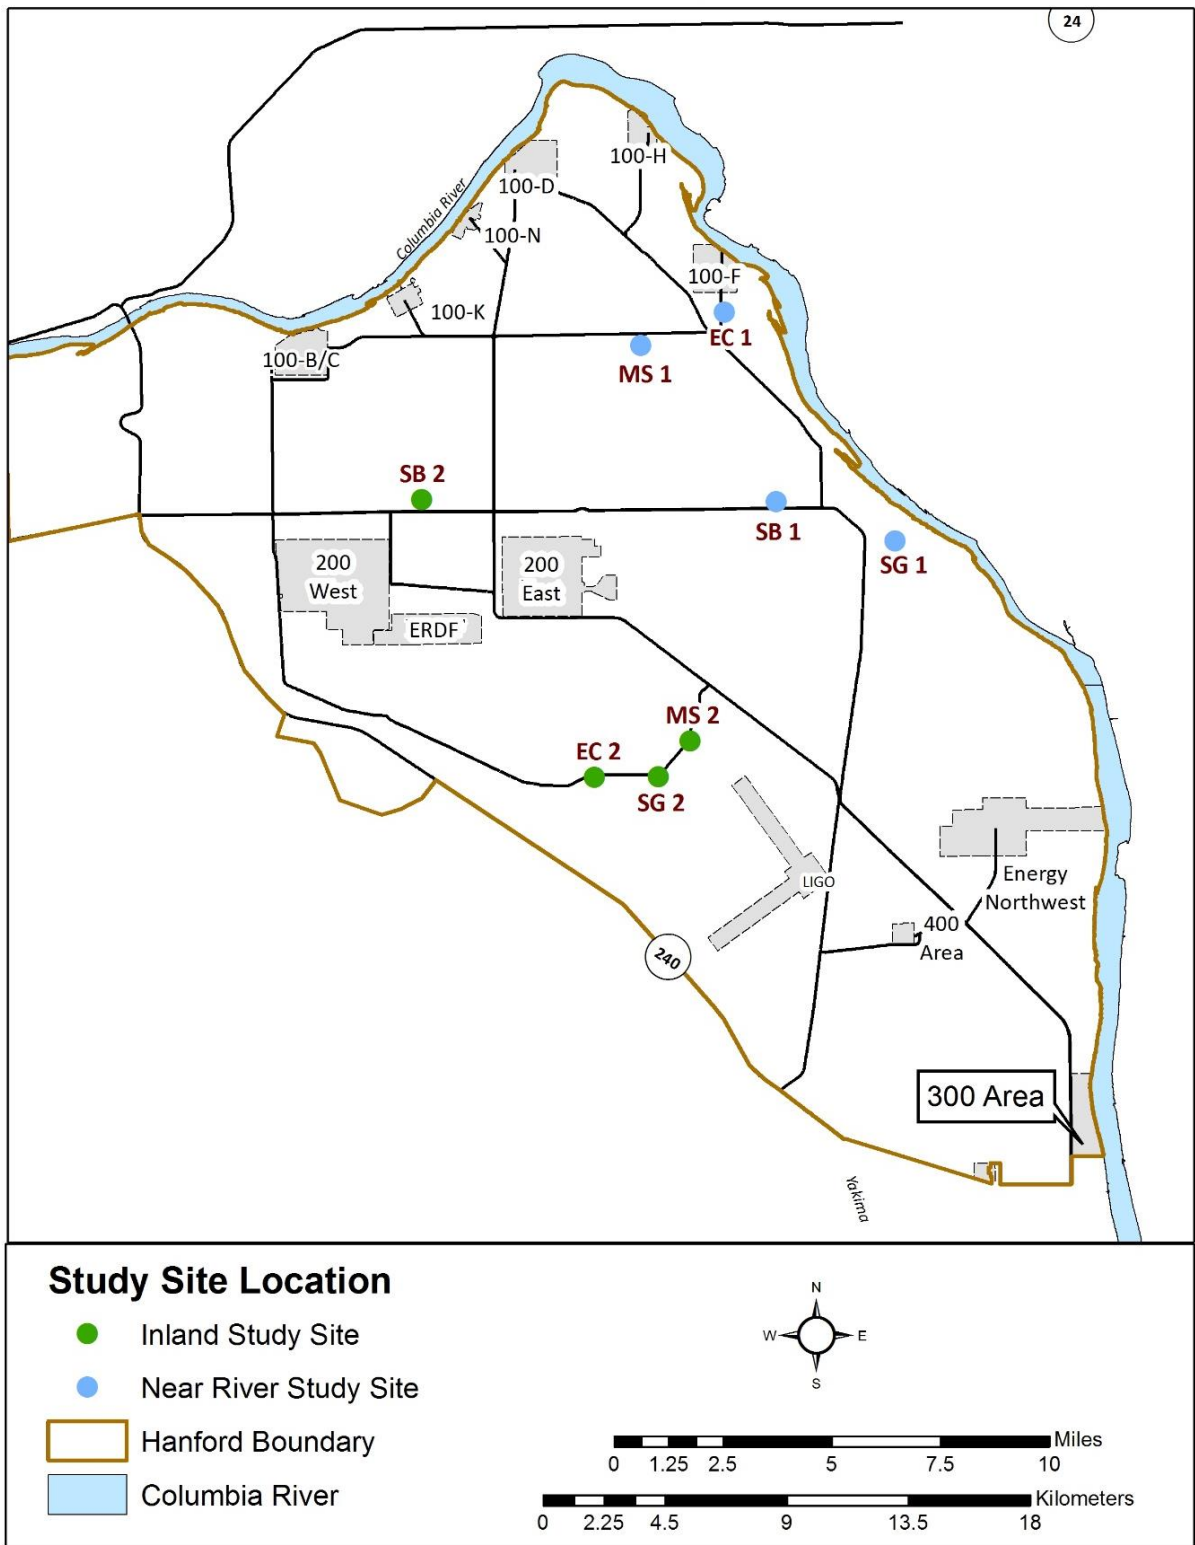 24
100-H
100-D
Columbia River
100-N
100-F
100-K
EC 1
100-B/C
MS 1
SB 2
SB 1
SG 1
200
West
200
East
ERDF
MS 2
EC 2
SG 2
LIGO
Energy
Northwest
400
Area
240
300 Area
Yakima
Study Site Location
Inland Study Site
Near River Study Site
Hanford Boundary
Columbia River
N
W
E
S
Miles
0 1.25 2.5 5 7.5 10
Kilometers
0 2.25 4.5 9 13.5 18